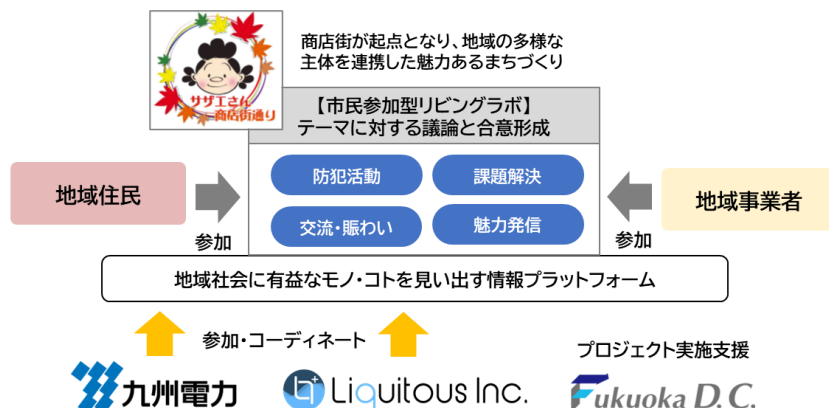 サザエさん
商店街通り
商店街が起点となり、地域の多様な
主体を連携した魅力あるまちづくり
【市民参加型リビングラボ】
テーマに対する議論と合意形成
防犯活動
課題解決
交流・賑わい
魅力発信
地域住民
参加
地域事業者
参加
地域社会に有益なモノ・コトを見い出す情報プラットフォーム
参加・コーディネート
プロジェクト実施支援
九州電力
Liquitous Inc.
Fukuoka D.C.